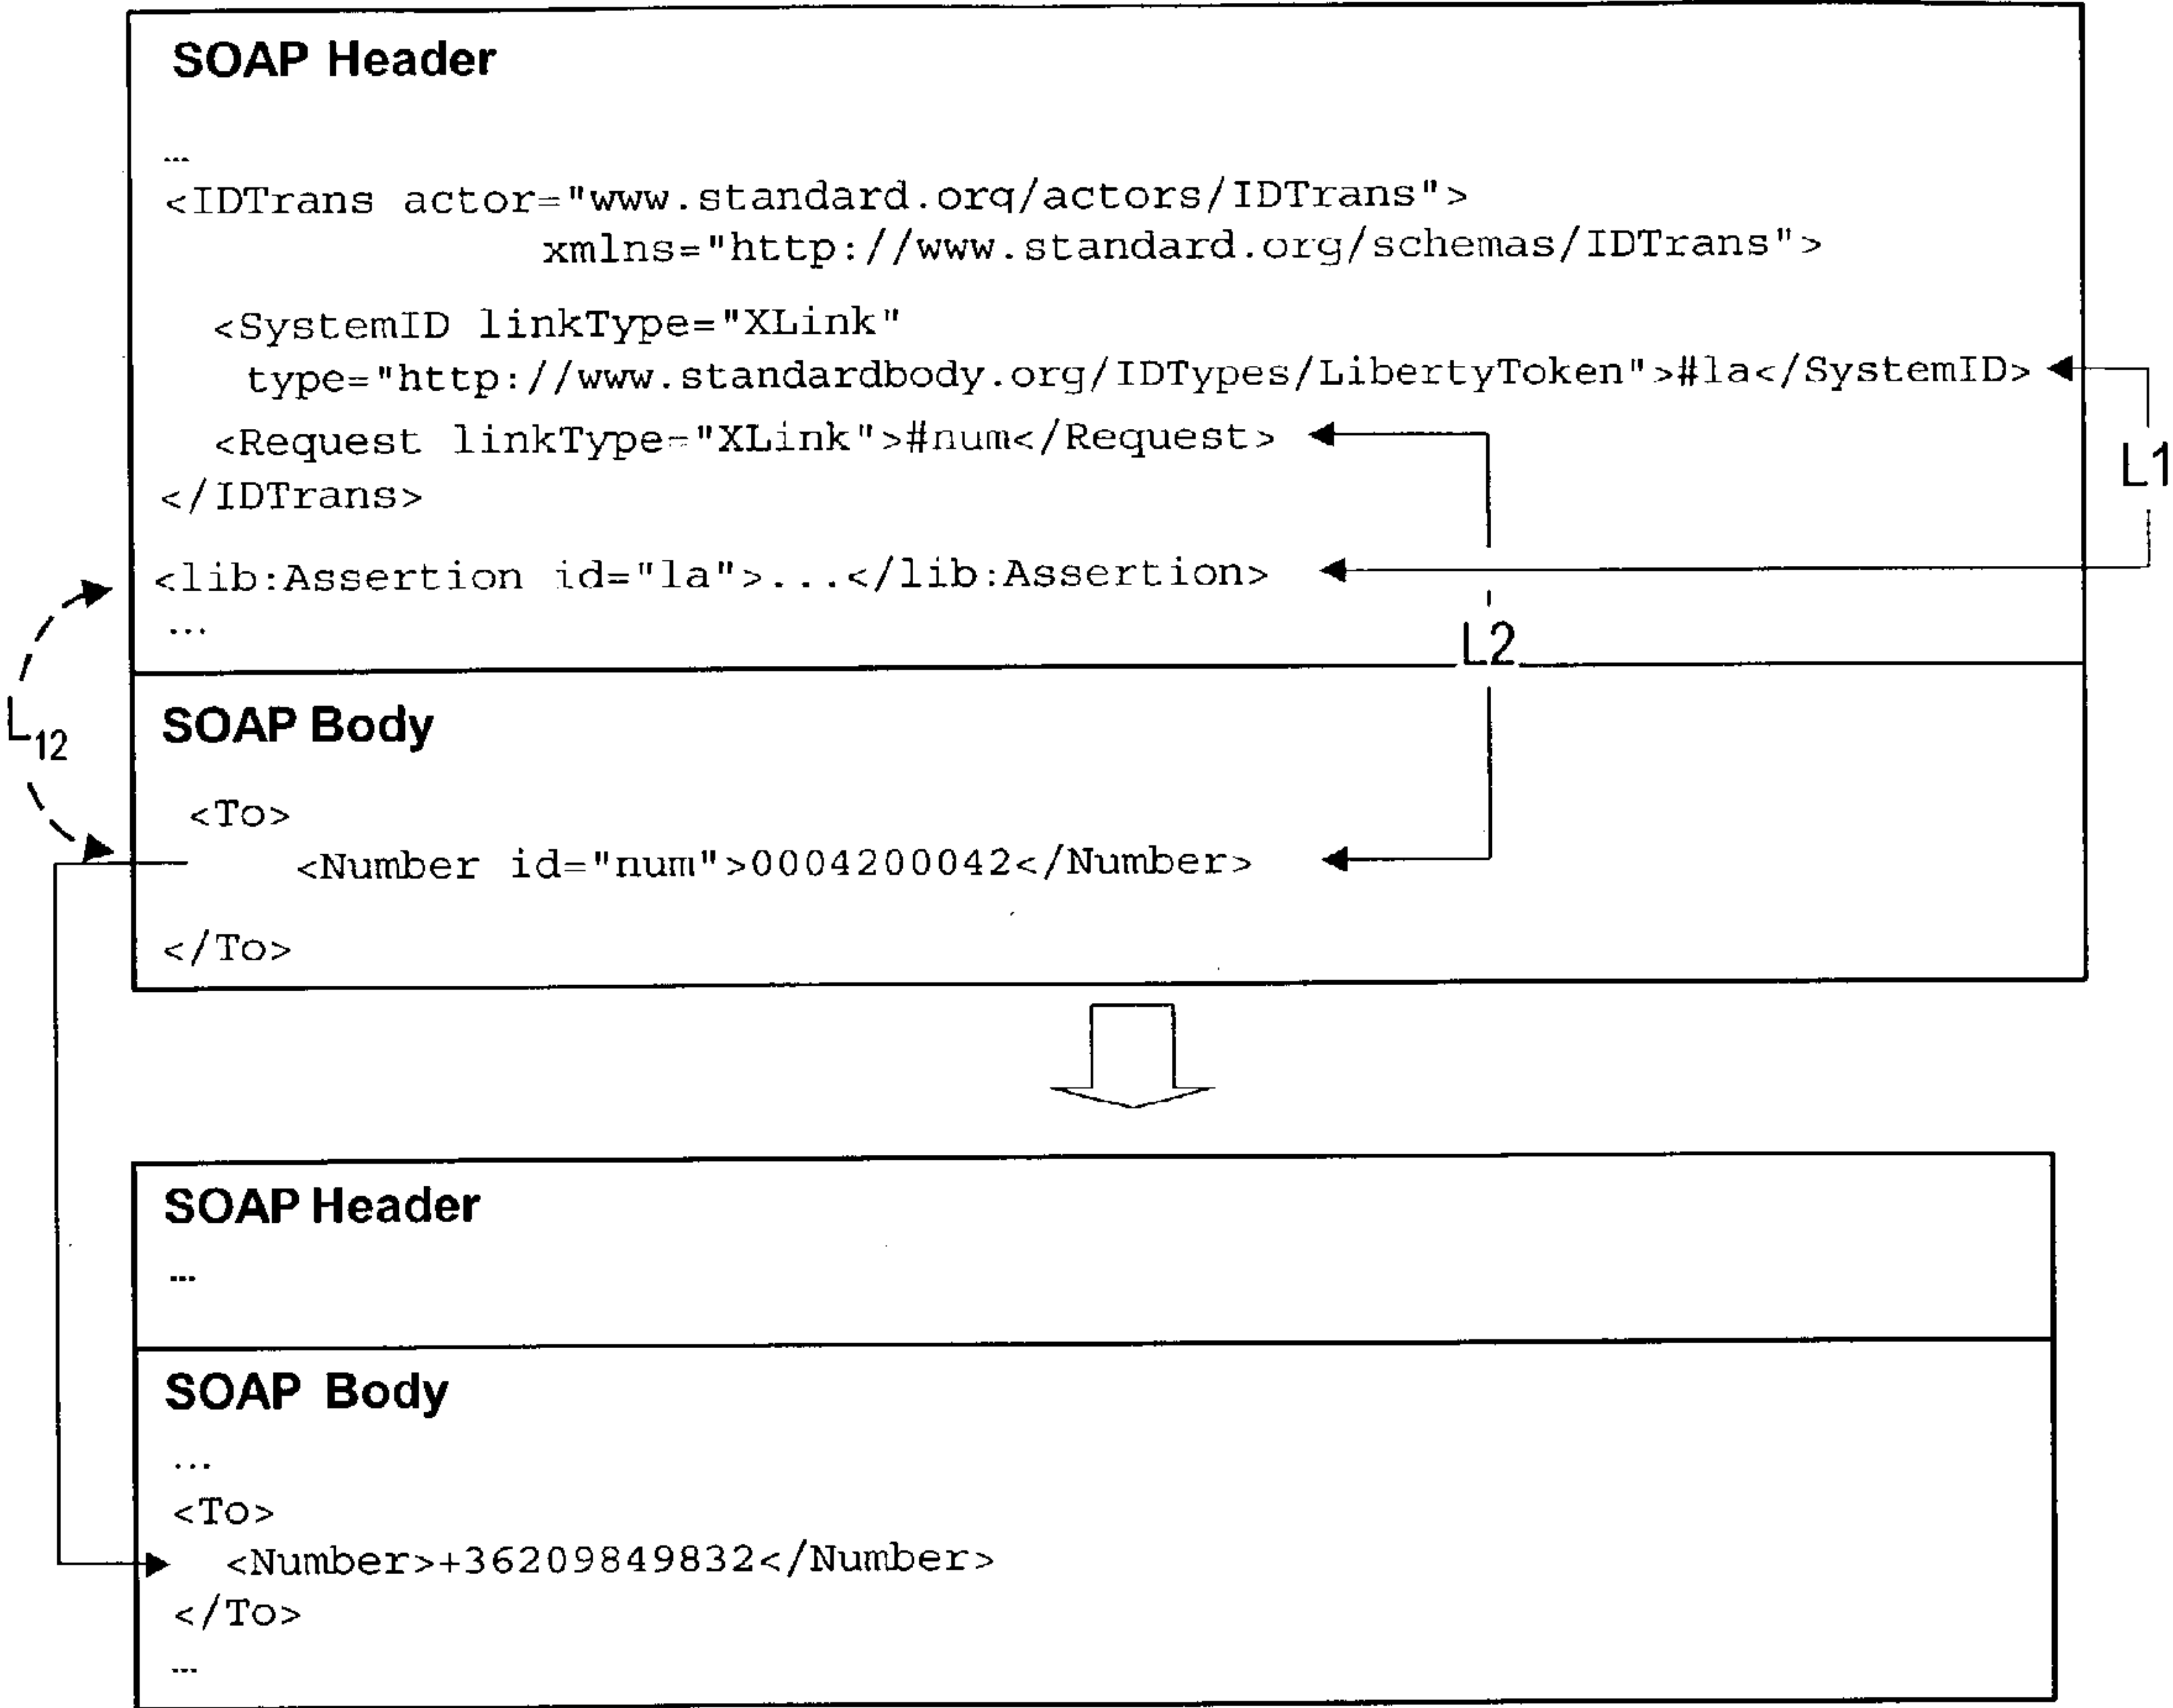 SOAP Header
...
<IDTrans actor="www.standard.org/actors/IDTrans">
xmlns="http://www.standard.org/schemas/IDTrans">
<SystemID linkType="XLink"
type="http://www.standardbody.org/IDTypes/LibertyToken">#la</SystemID>
<Request linkType="XLink">#num</Request>
</IDTrans>
L1
<lib:Assertion id="la">...</lib:Assertion>
...
L2
SOAP Body
L12
<To>
<Number id="num">0004200042</Number>
</To>
SOAP Header
...
SOAP Body
...
<To>
<Number>+36209849832</Number>
</To>
...